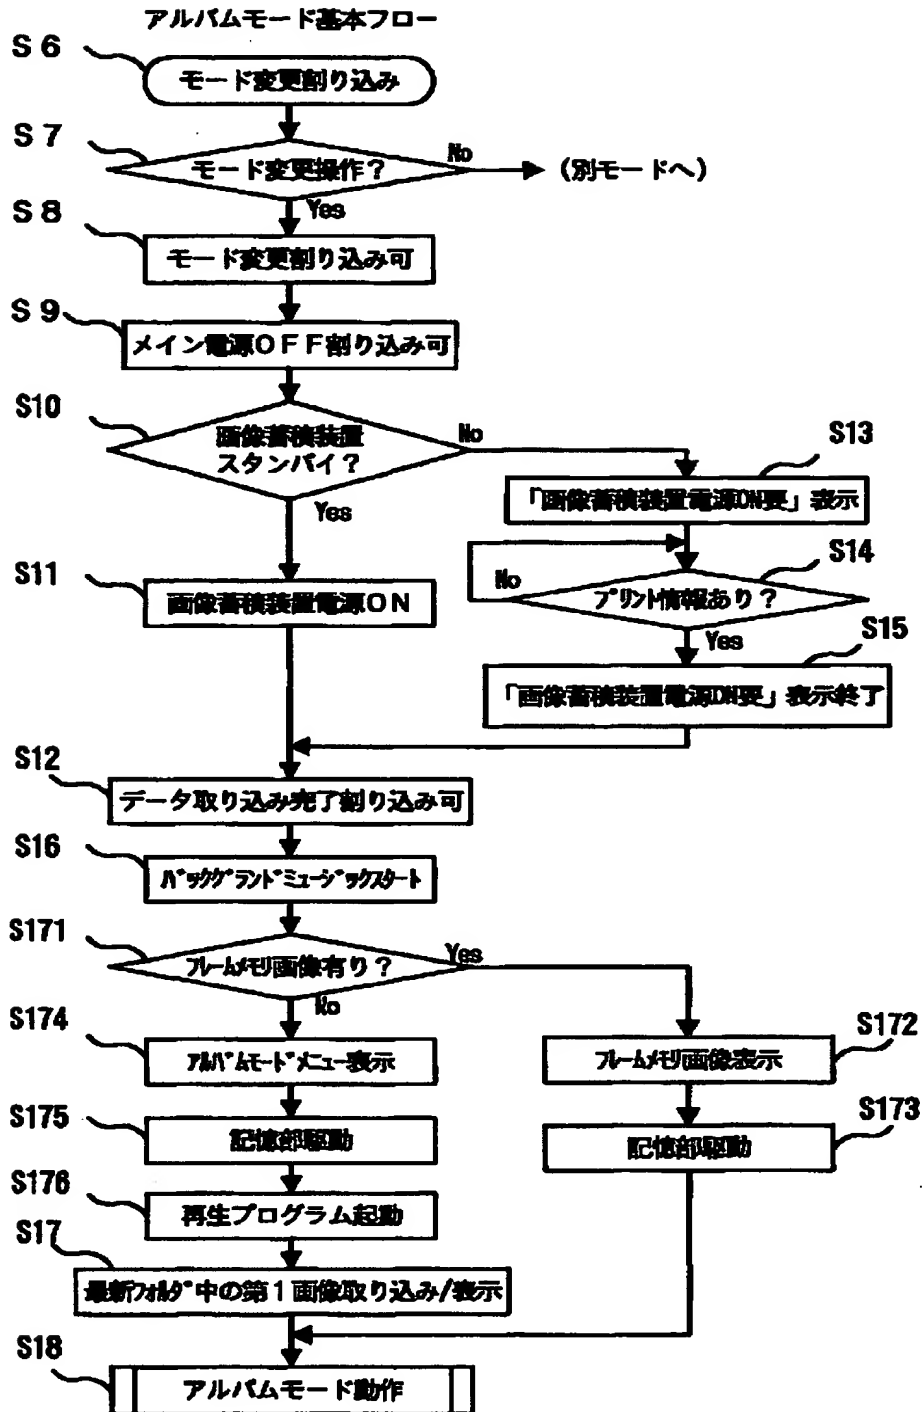 アルバムモード基本フロー
S6
モード変更割り込み
S7
モード変更操作?
No
(別モードへ)
Yes
S8
モード変更割り込み可
S9
メイン電源OFF割り込み可
S10
画像蓄積装置
スタンバイ?
No
Yes
S13
「画像蓄積装置電源ON要」表示
S14
プリント情報あり?
No
Yes
S11
画像蓄積装置電源ON
S15
「画像蓄積装置電源ON要」表示終了
S12
データ取り込み完了割り込み可
S16
バックグランドミュージックスタート
S171
フレームメモリ画像有り?
Yes
No
S174
アルバムモードメニュー表示
S172
フレームメモリ画像表示
S175
記憶部駆動
S173
記憶部駆動
S176
再生プログラム起動
S17
最新フォルダ中の第1画像取り込み/表示
S18
アルバムモード動作